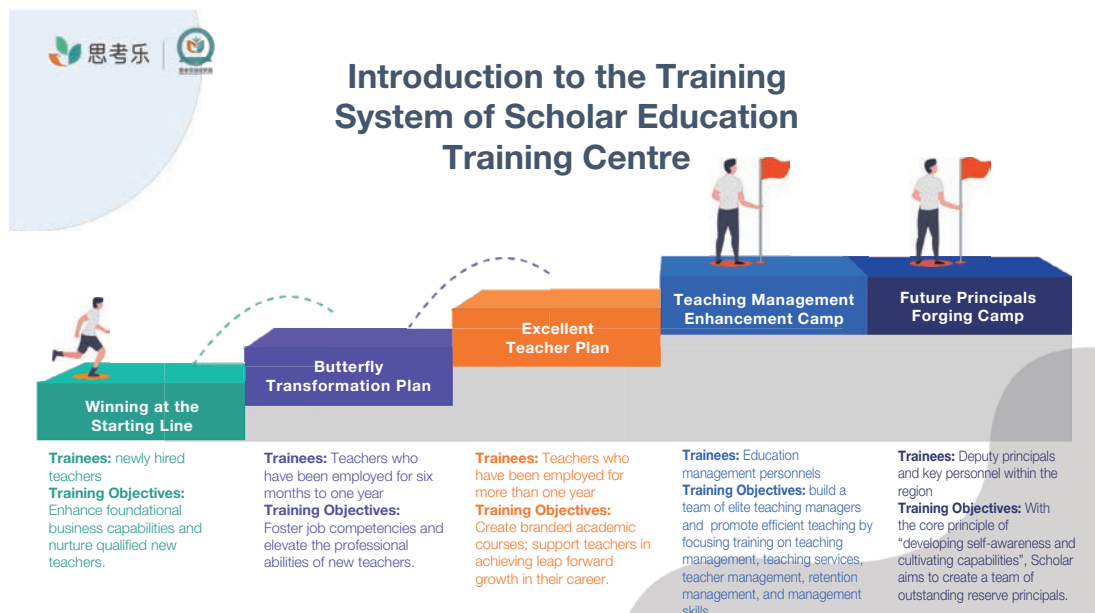 思考乐
Introduction to the Training
System of Scholar Education
Training Centre
Winning at the
Starting Line
Butterfly
Transformation Plan
Excellent
Teacher Plan
Teaching Management
Enhancement Camp
Future Principals
Forging Camp
Trainees: newly hired
teachers
Training Objectives:
Enhance foundational
business capabilities and
nurture qualified new
teachers.
Trainees: Teachers who
have been employed for six
months to one year
Training Objectives:
Foster job competencies and
elevate the professional
abilities of new teachers.
Trainees: Teachers who
have been employed for
more than one year
Training Objectives:
Create branded academic
courses; support teachers in
achieving leap forward
growth in their career.
Trainees: Education
management personnels
Training Objectives: build a
team of elite teaching managers
and promote efficient teaching by
focusing training on teaching
management, teaching services,
teacher management, retention
management, and management
skills
Trainees: Deputy principals
and key personnel within the
region
Training Objectives: With
the core principle of
“developing self-awareness and
cultivating capabilities”, Scholar
aims to create a team of
outstanding reserve principals.